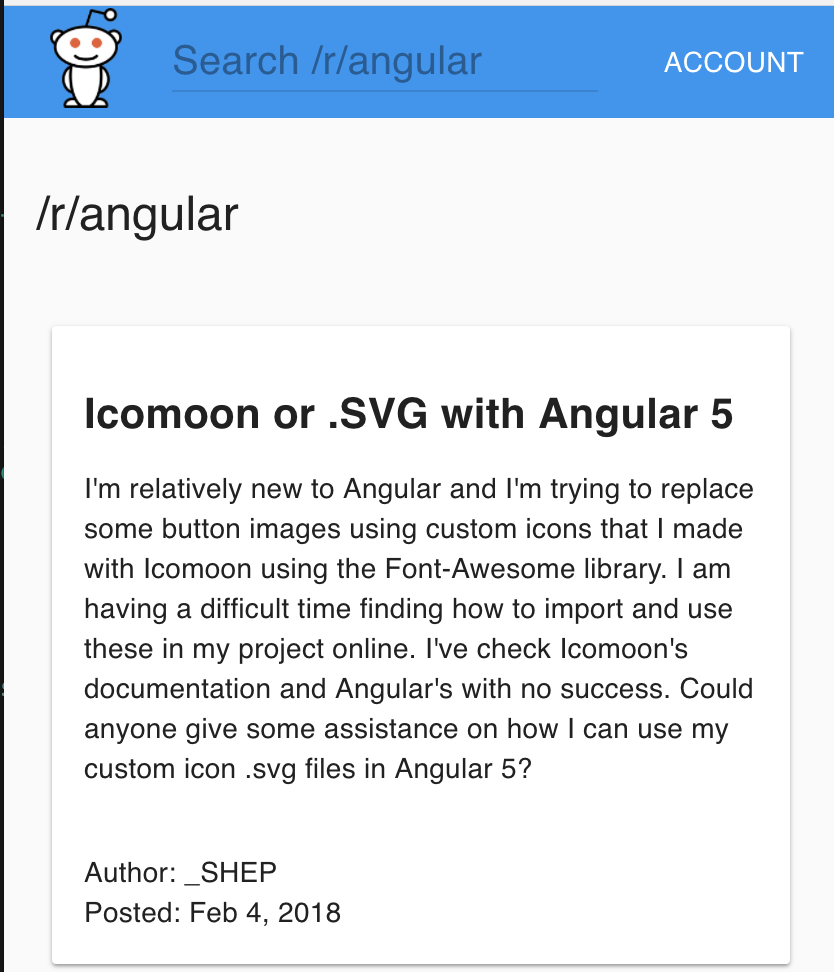 Search /r/angular
ACCOUNT
/r/angular
Icomoon or .SVG with Angular 5
I'm relatively new to Angular and I'm trying to replace
some button images using custom icons that I made
with Icomoon using the Font-Awesome library. I am
having a difficult time finding how to import and use
these in my project online. I've check Icomoon's
documentation and Angular's with no success. Could
anyone give some assistance on how I can use my
custom icon .svg files in Angular 5?
Author: _SHEP
Posted: Feb 4, 2018